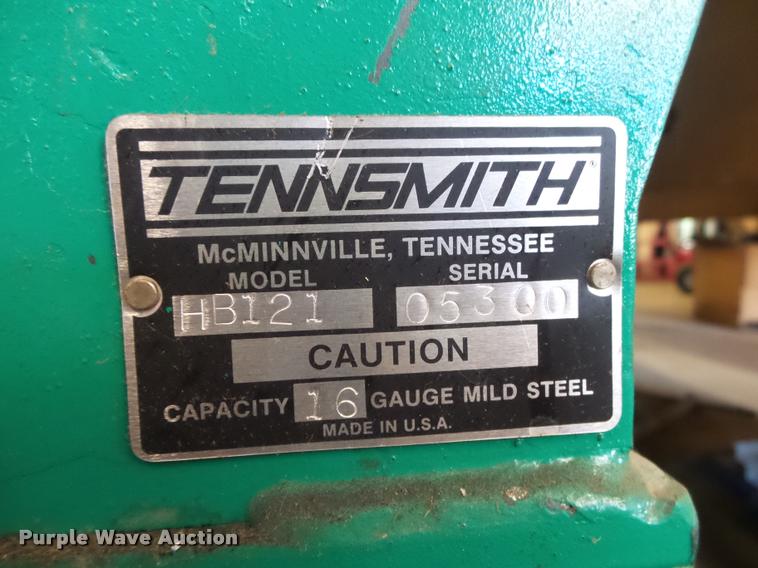 TENNSMITH
McMINNVILLE, TENNESSEE
MODEL SERIAL
HB121 05300
CAUTION
CAPACITY 16 GAUGE MILD STEEL
MADE IN U.S.A.
Purple Wave Auction